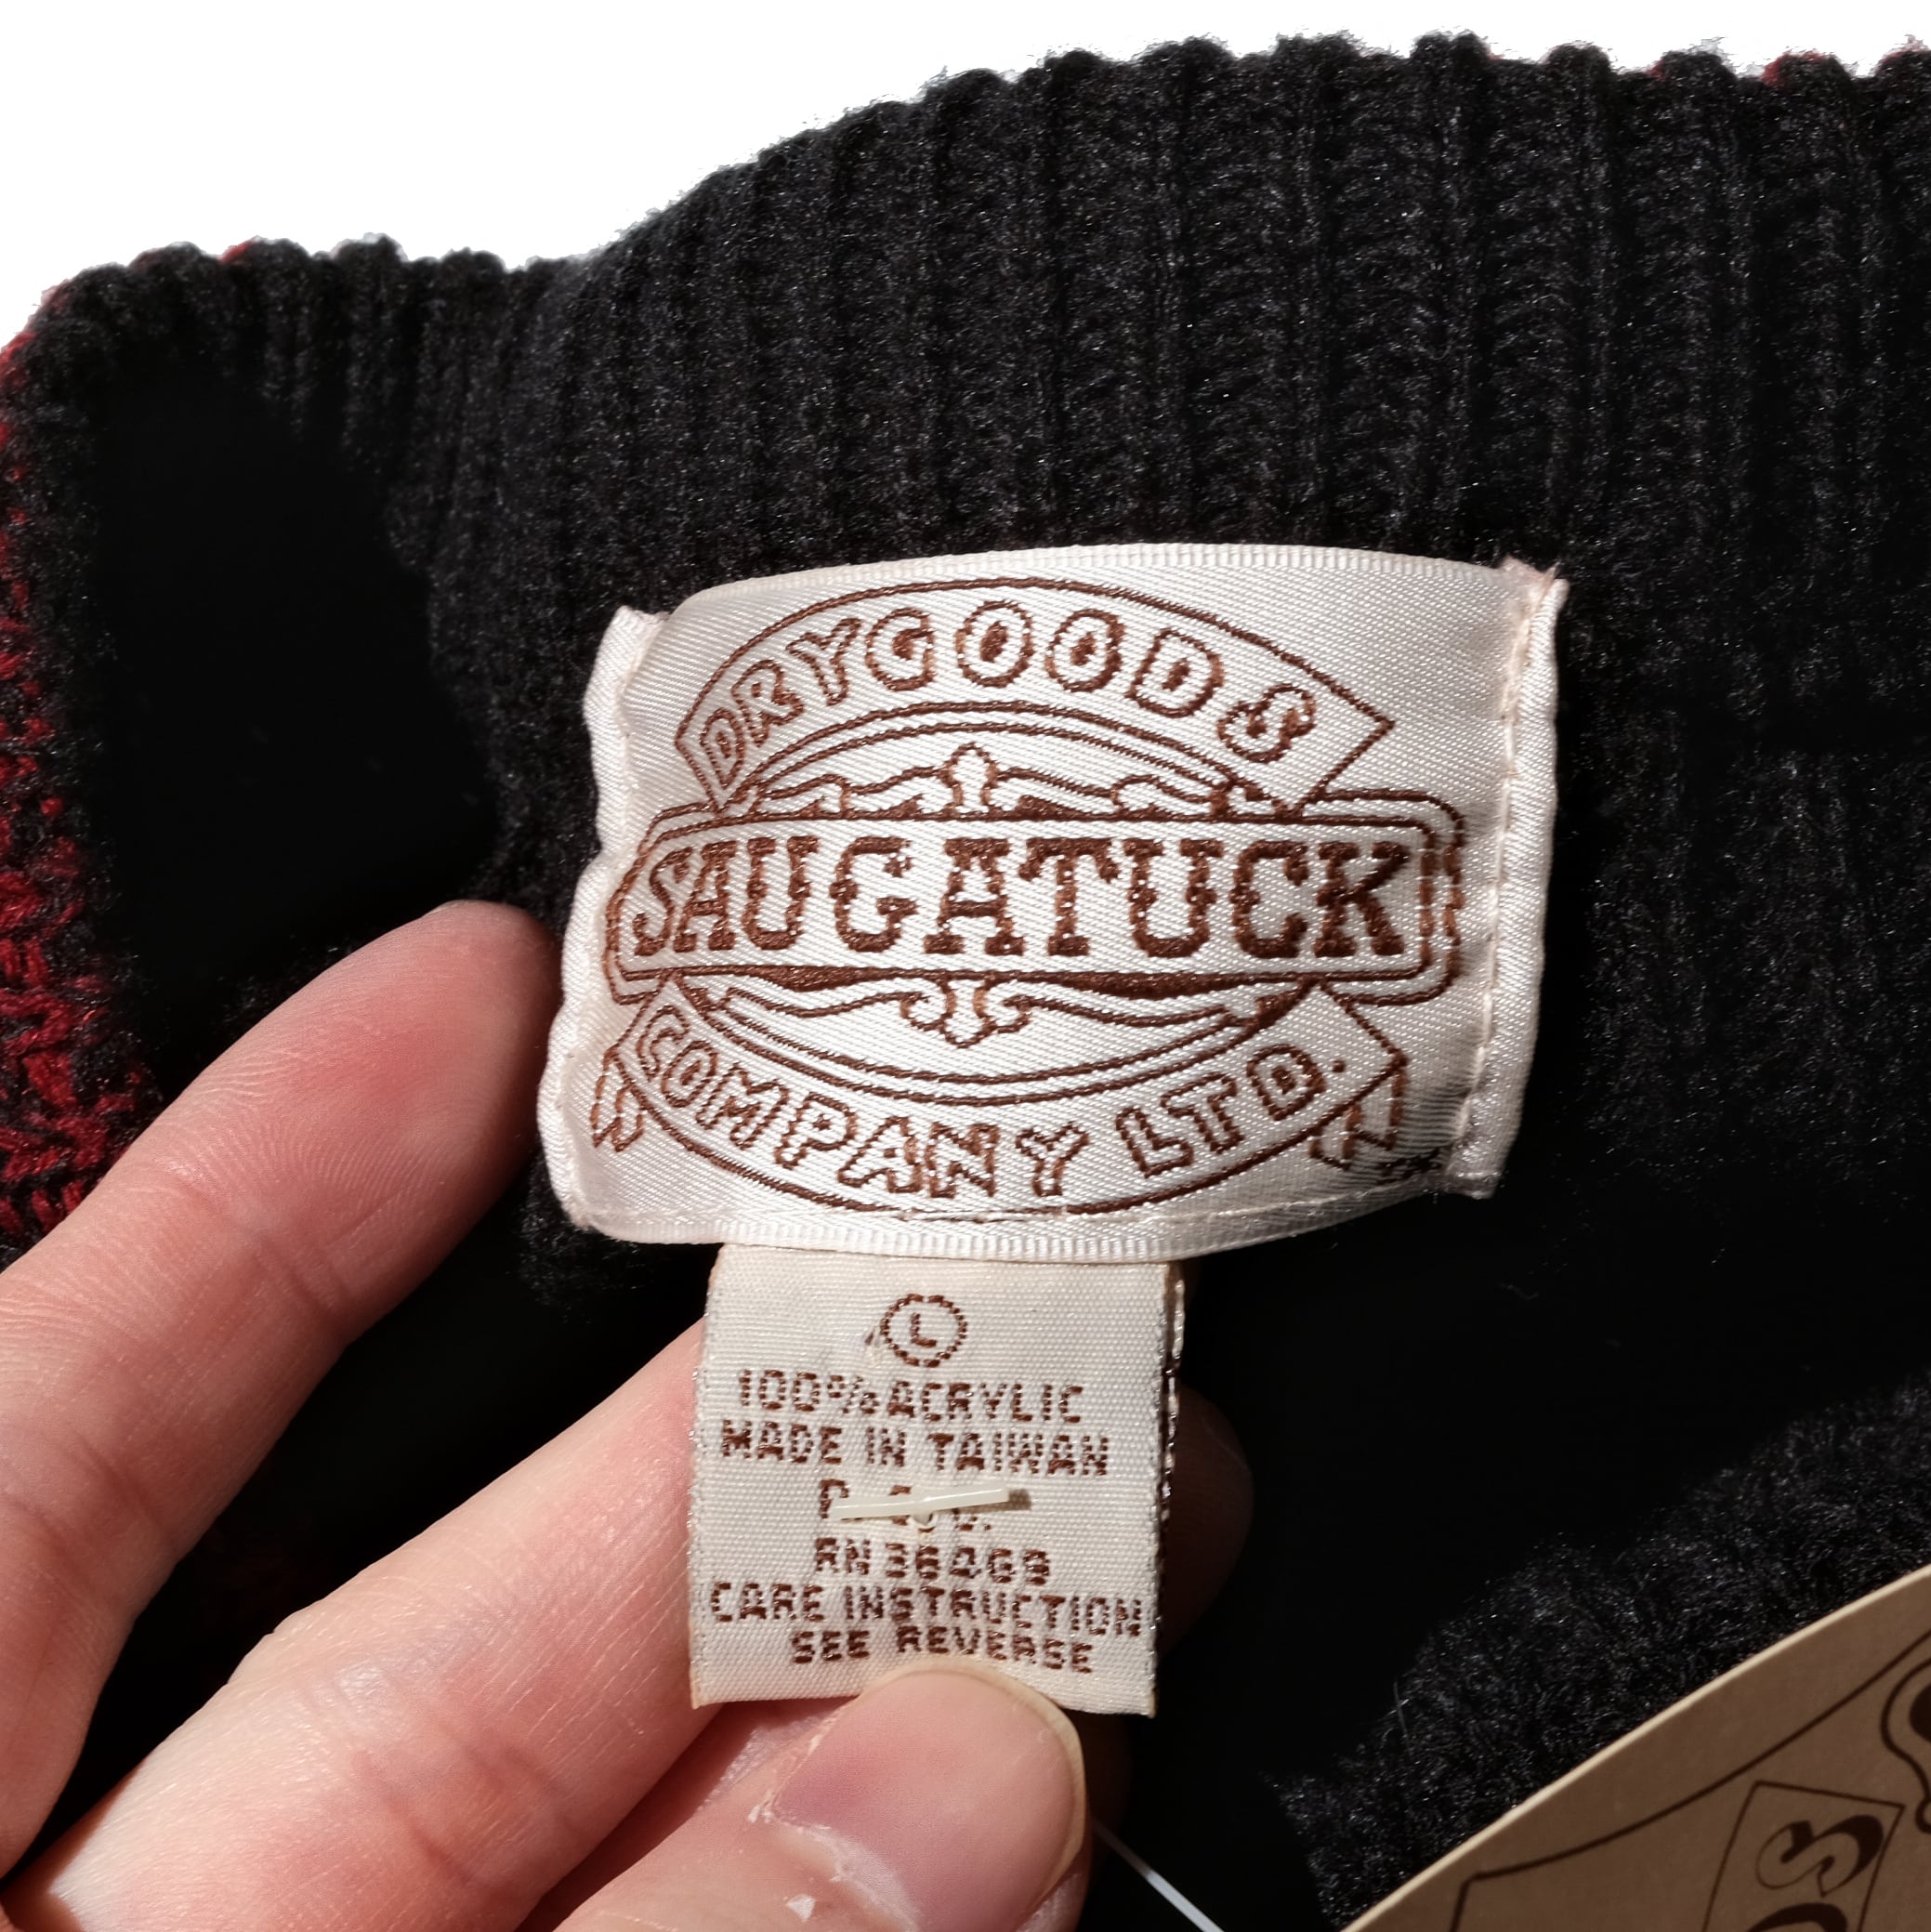 DRYGOODS
SAUGATUCK
COMPANY LTD.
L
100% ACRYLIC
MADE IN TAIWAN
RN 36469
CARE INSTRUCTION
SEE REVERSE